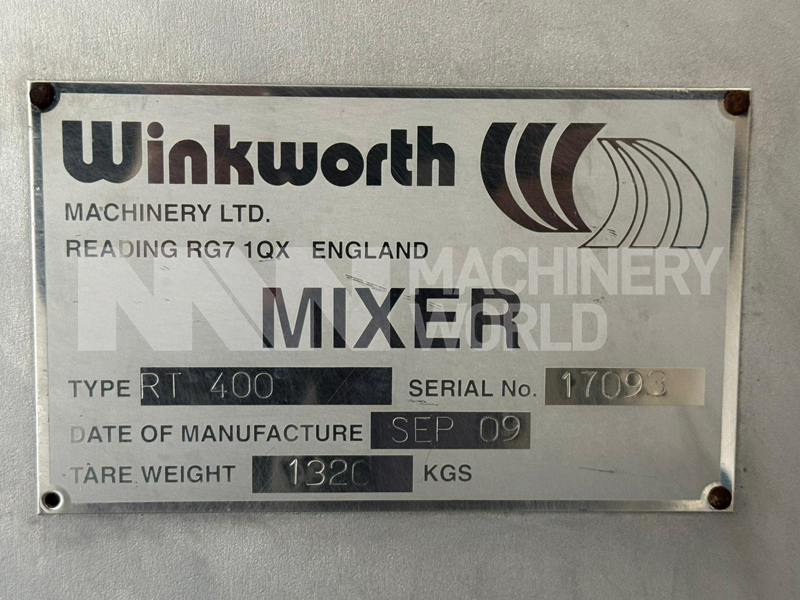 Winkworth
MACHINERY LTD.
READING RG7 1QX ENGLAND
MACHINERY
WORLD
MIXER
TYPE RT 400 SERIAL No. 17093
DATE OF MANUFACTURE SEP 09
TARE WEIGHT 1320 KGS